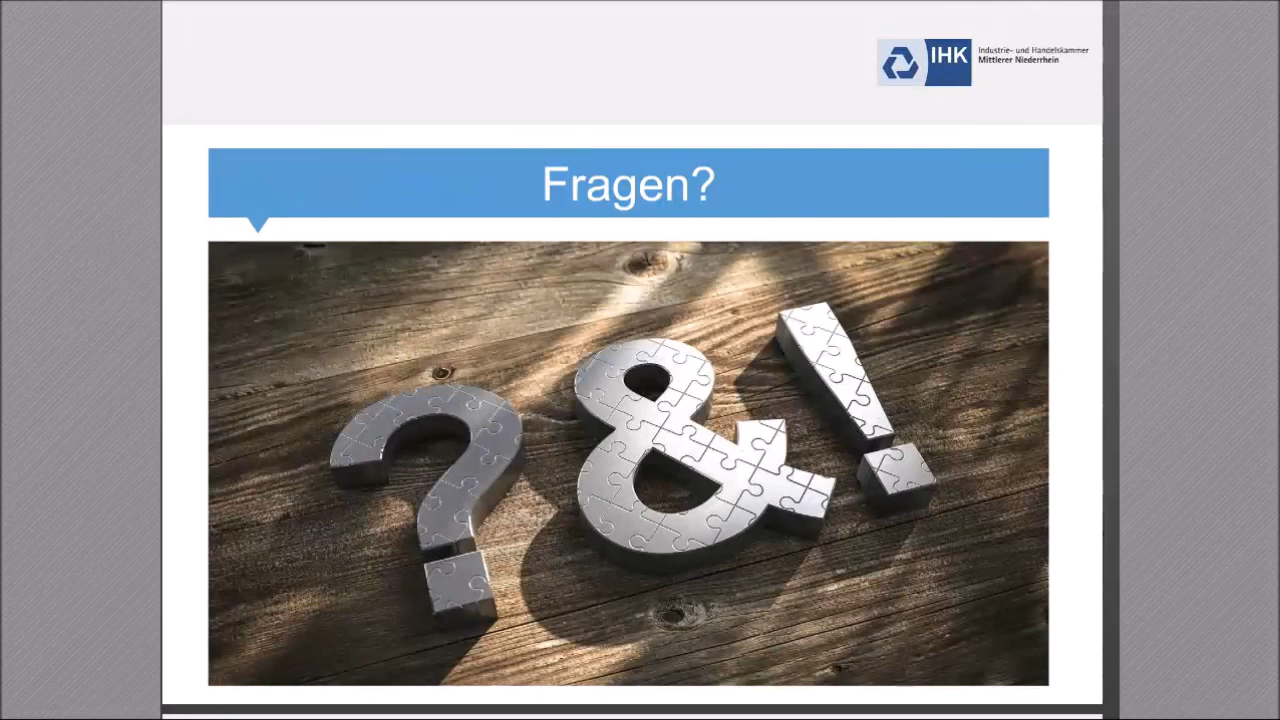 IHK
Industrie- und Handelskammer
Mittlerer Niederrhein
Fragen?
?&!